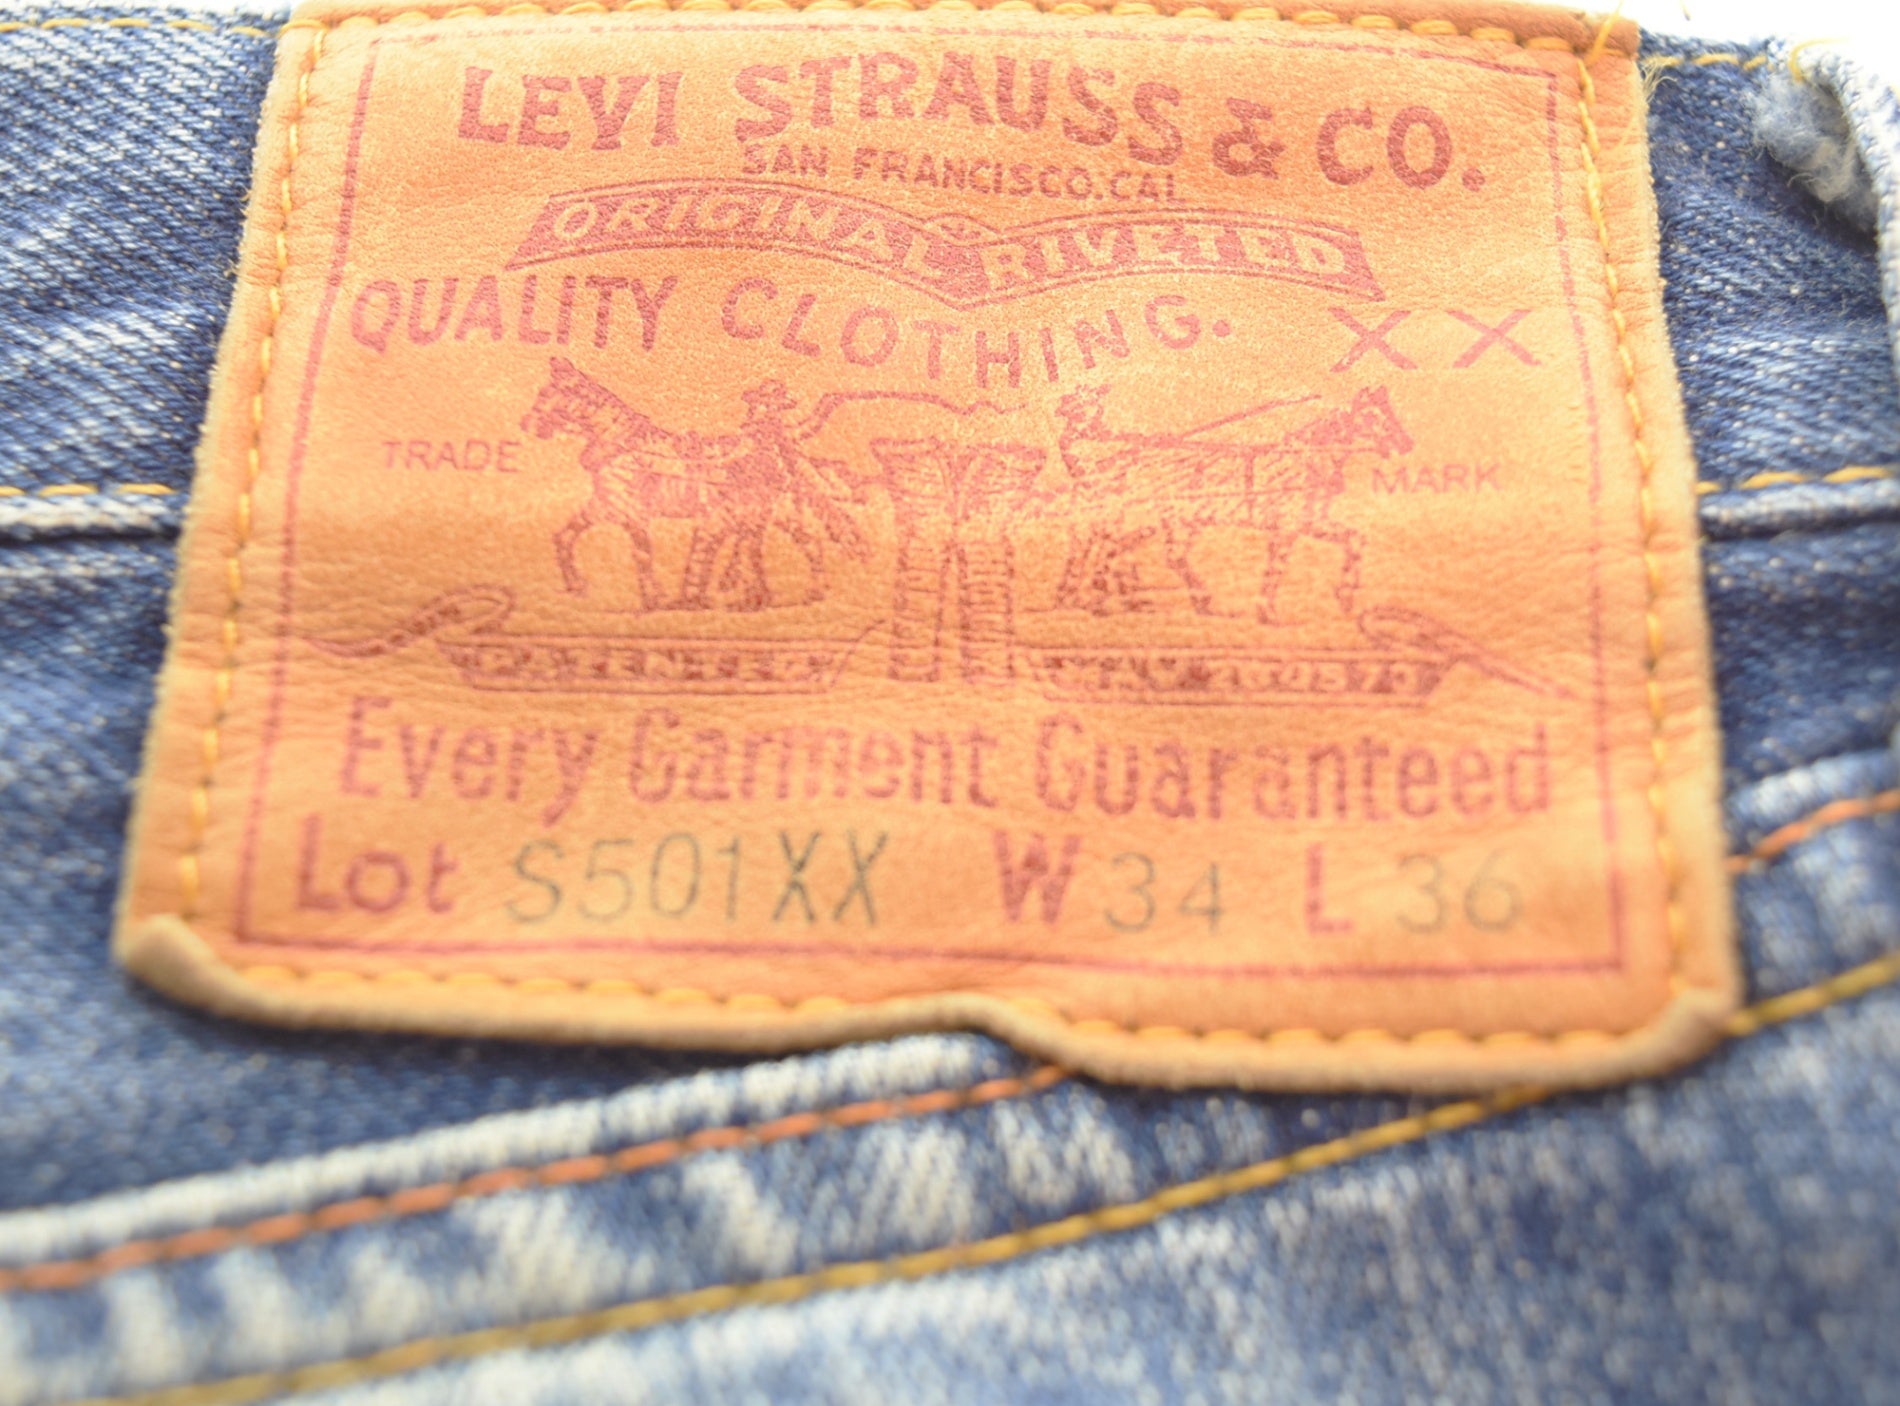 LEVI STRAUSS & CO.
SAN FRANCISCO.CAL
ORIGINAL RIVETED
QUALITY CLOTHING. XX
TRADE MARK
PATENTED
Every Garment Guaranteed
Lot S501XX W 34 L 36